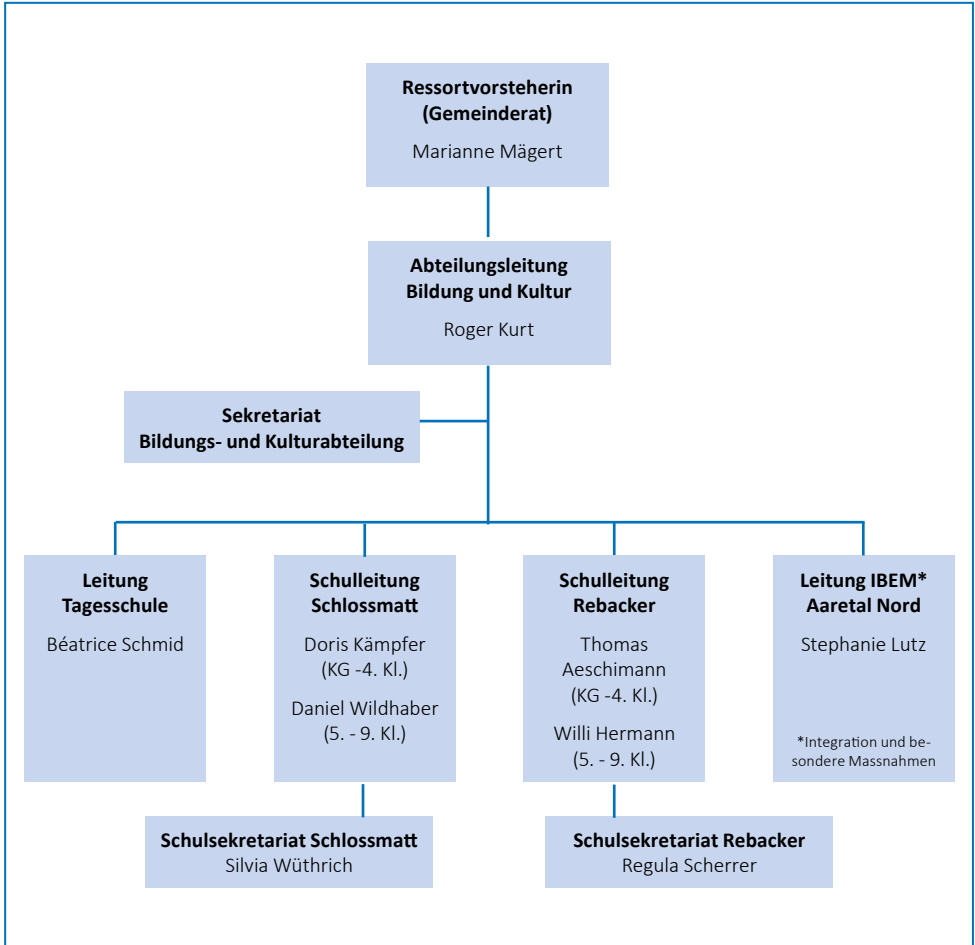 Ressortvorsteherin
(Gemeinderat)
Marianne Mägert
Abteilungsleitung
Bildung und Kultur
Roger Kurt
Sekretariat
Bildungs- und Kulturabteilung
Leitung
Tagesschule
Béatrice Schmid
Schulleitung
Schlossmatt
Doris Kämpfer
(KG -4. Kl.)
Daniel Wildhaber
(5. - 9. Kl.)
Schulleitung
Rebacker
Thomas
Aeschimann
(KG -4. Kl.)
Willi Hermann
(5. - 9. Kl.)
Leitung IBEM*
Aaretal Nord
Stephanie Lutz
*Integration und be-
sondere Massnahmen
Schulsekretariat Schlossmatt
Silvia Wüthrich
Schulsekretariat Rebacker
Regula Scherrer